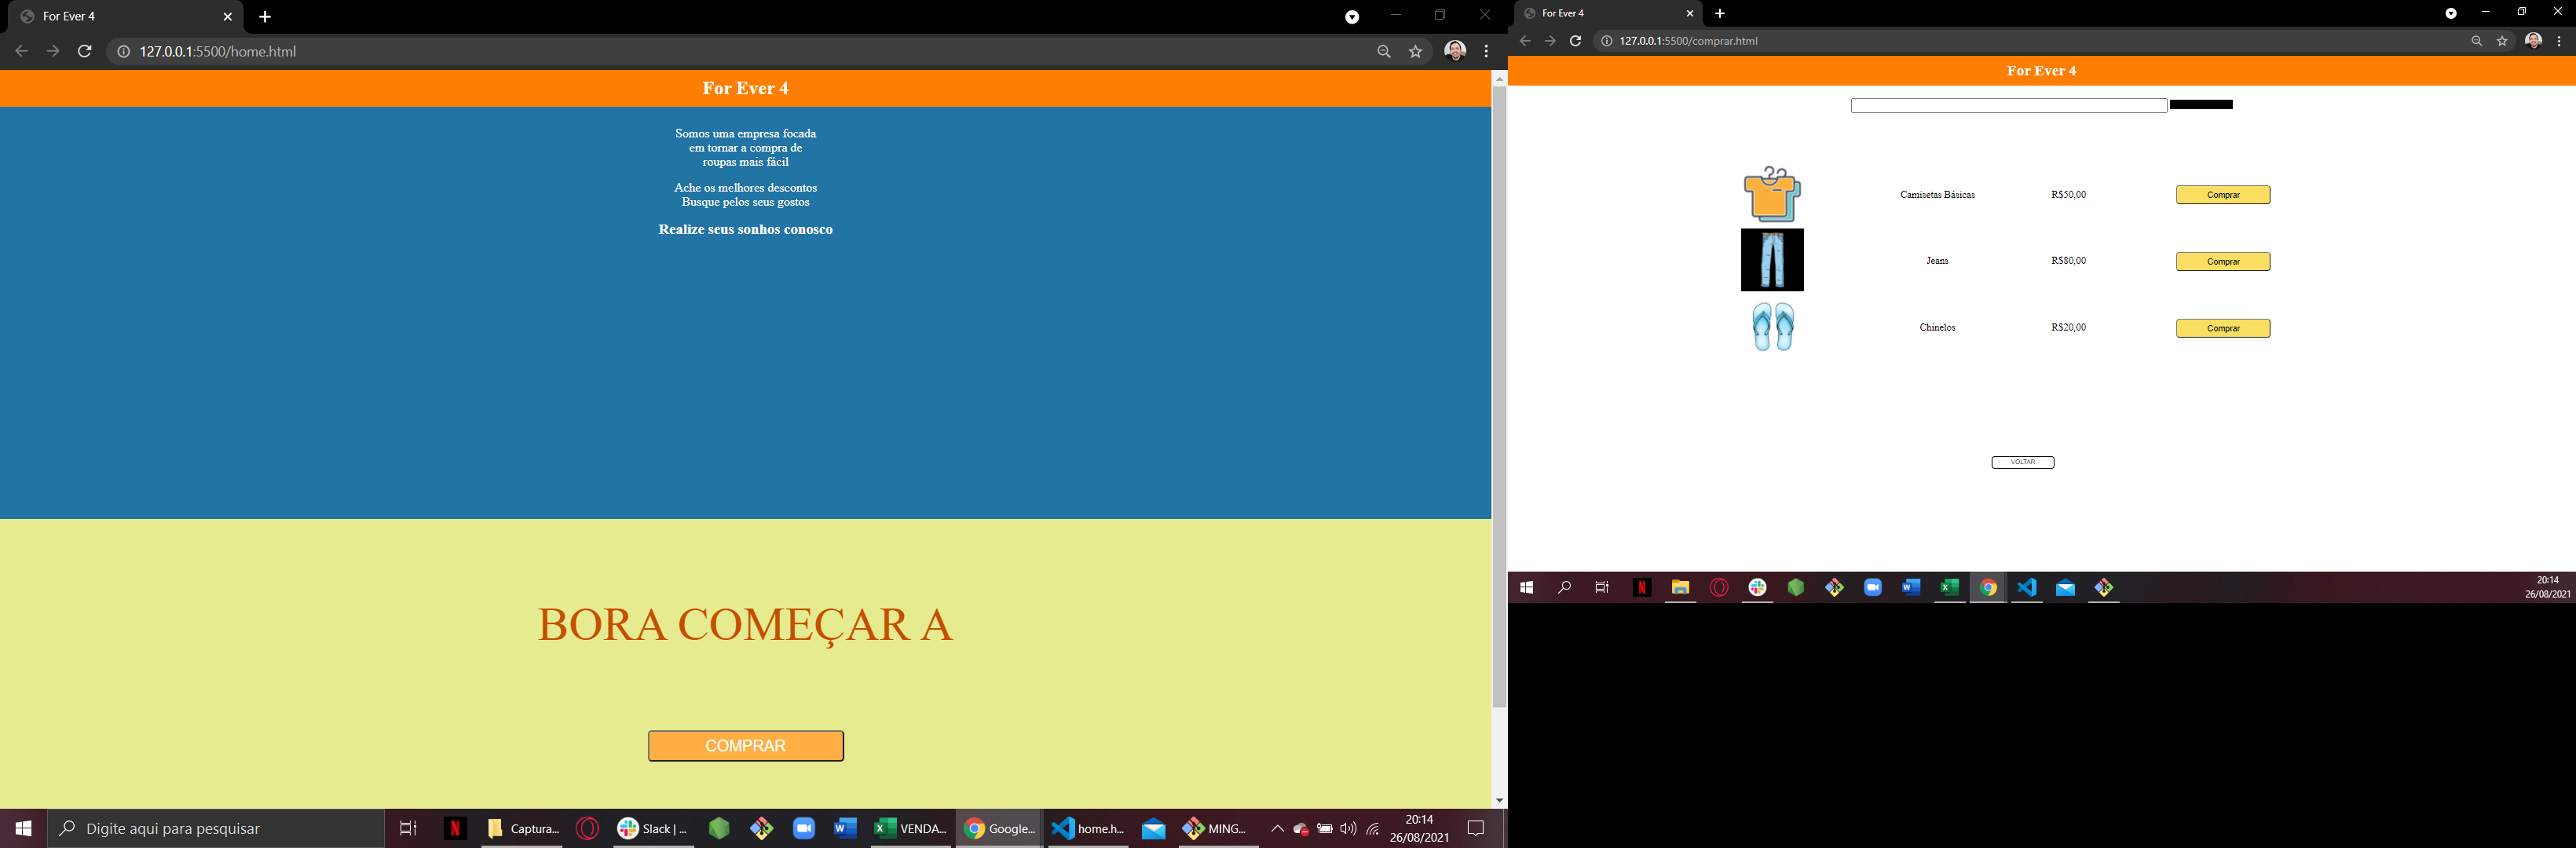 For Ever 4
127.0.0.1:5500/home.html
For Ever 4
Somos uma empresa focada
em tornar a compra de
roupas mais fácil
Ache os melhores descontos
Busque pelos seus gostos
Realize seus sonhos conosco
BORA COMEÇAR A
COMPRAR
Digite aqui para pesquisar
N
Captura...
Slack | ...
W
X
VENDA...
Google...
home.h...
MING...
20:14
26/08/2021
For Ever 4
127.0.0.1:5500/comprar.html
For Ever 4
Camisetas Básicas R$50,00 Comprar
Jeans R$80,00 Comprar
Chinelos R$20,00 Comprar
VOLTAR
N
W
X
20:14
26/08/2021